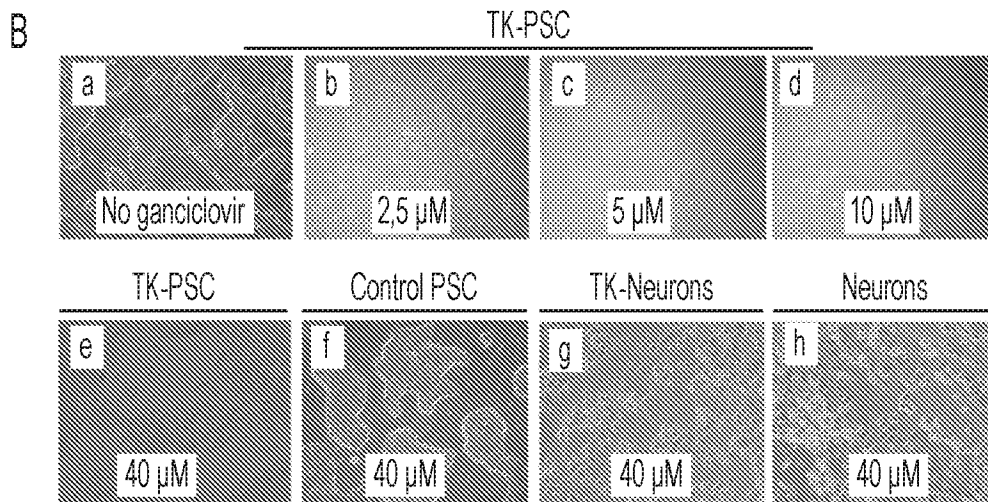 B
TK-PSC
a b c d
No ganciclovir 2,5 µM 5 µM 10 µM
TK-PSC Control PSC TK-Neurons Neurons
e f g h
40 µM 40 µM 40 µM 40 µM